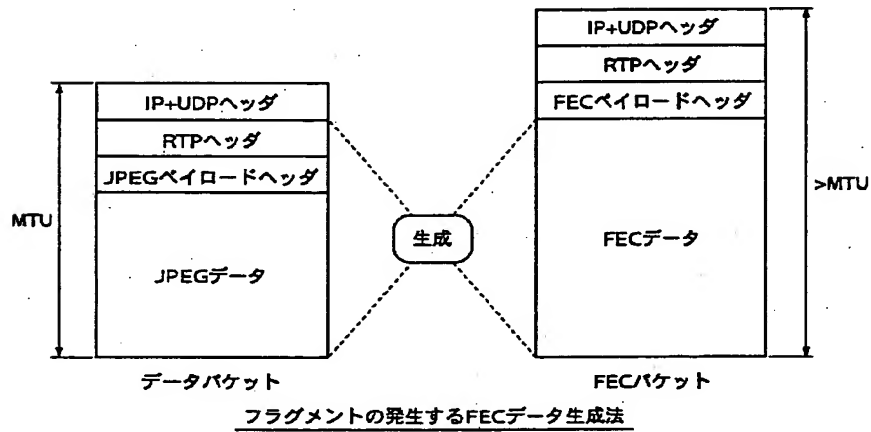 IP+UDPヘッダ
RTPヘッダ
JPEGペイロードヘッダ
MTU
JPEGデータ
データパケット
生成
IP+UDPヘッダ
RTPヘッダ
FECペイロードヘッダ
>MTU
FECデータ
FECパケット
フラグメントの発生するFECデータ生成法